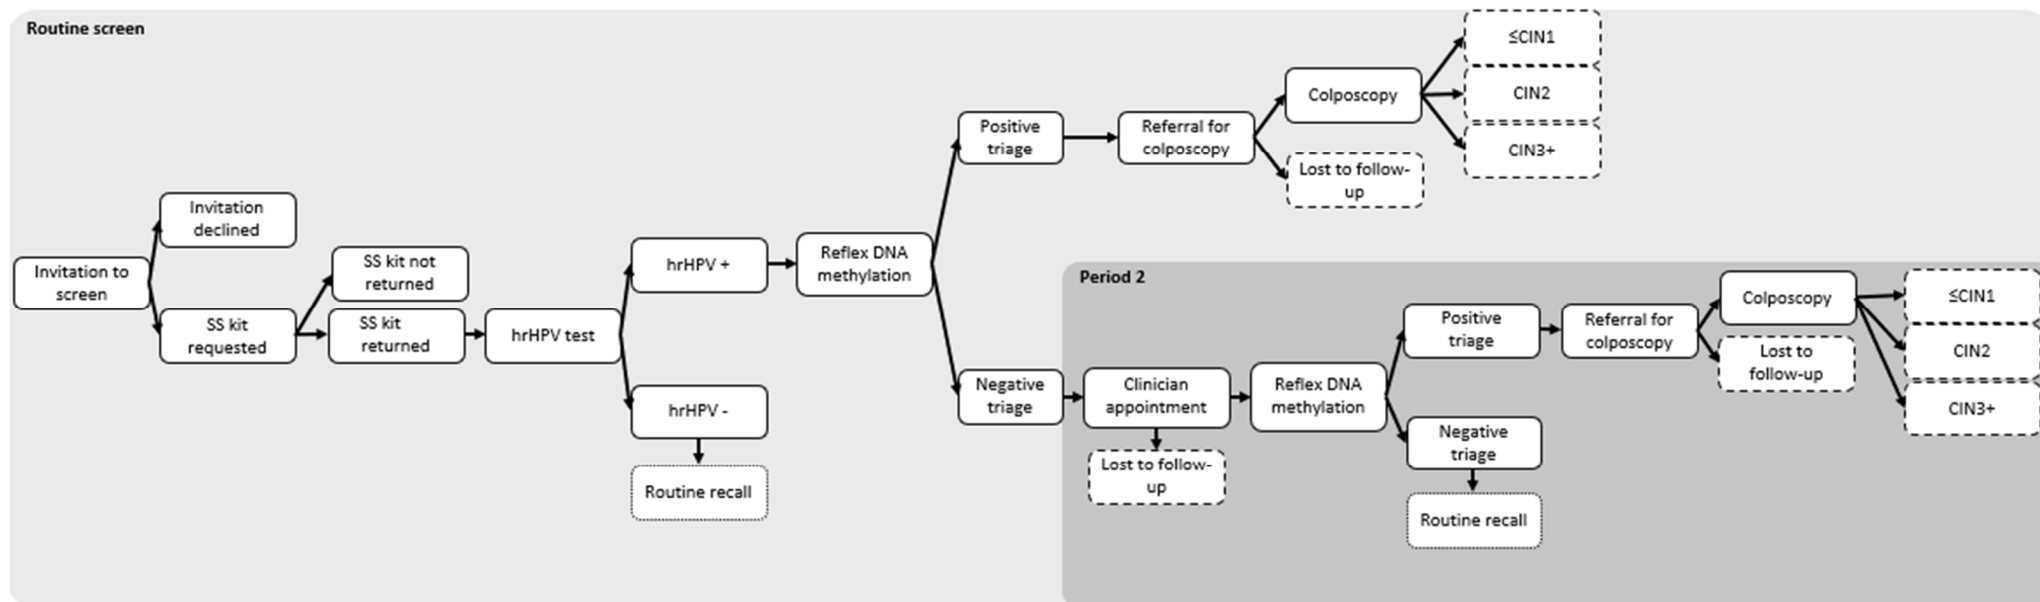 Routine screen
Invitation to
screen
Invitation
declined
SS kit
requested
SS kit not
returned
SS kit
returned
hrHPV test
hrHPV +
hrHPV -
Routine recall
Reflex DNA
methylation
Positive
triage
Referral for
colposcopy
Colposcopy
Lost to follow-
up
≤CIN1
CIN2
CIN3+
Negative
triage
Period 2
Clinician
appointment
Lost to follow-
up
Reflex DNA
methylation
Positive
triage
Negative
triage
Routine recall
Referral for
colposcopy
Colposcopy
Lost to
follow-up
≤CIN1
CIN2
CIN3+